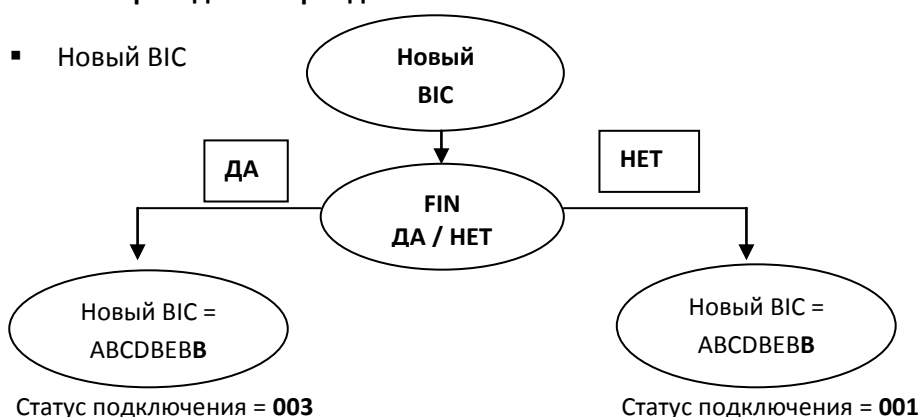 ▪ Новый BIC
Новый
BIC
ДА
НЕТ
FIN
ДА / НЕТ
Новый BIC =
ABCDBEBB
Новый BIC =
ABCDBEBB
Статус подключения = 003
Статус подключения = 001